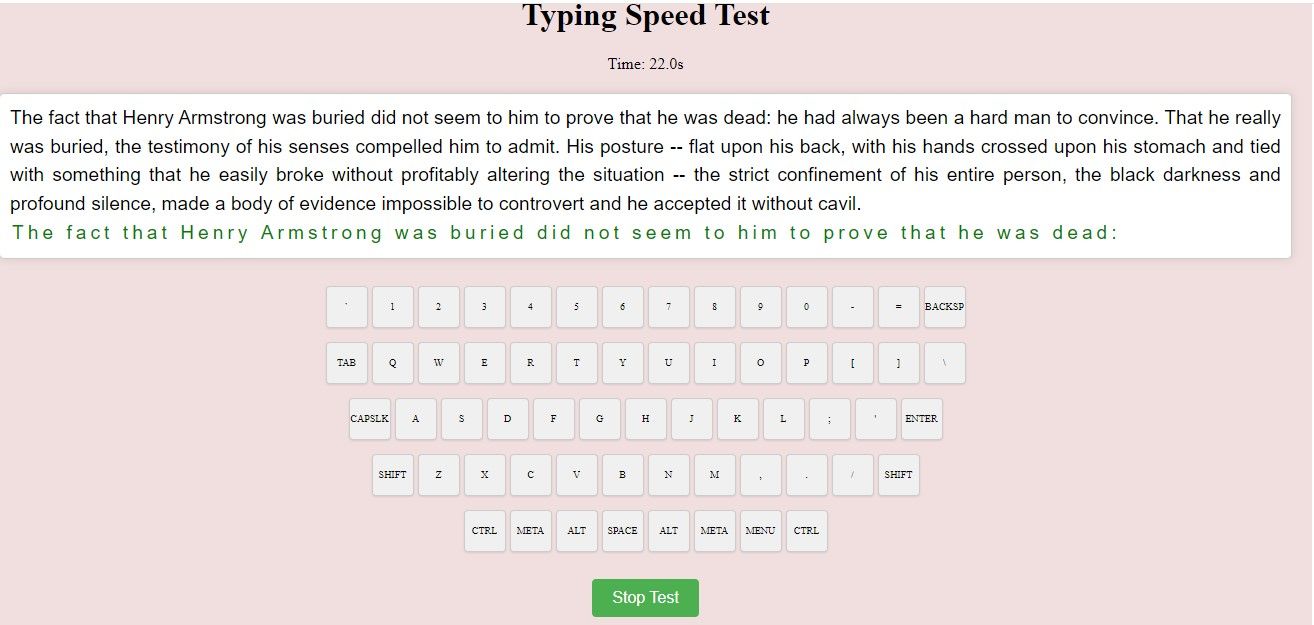 Typing Speed Test
Time: 22.0s
The fact that Henry Armstrong was buried did not seem to him to prove that he was dead: he had always been a hard man to convince. That he really
was buried, the testimony of his senses compelled him to admit. His posture -- flat upon his back, with his hands crossed upon his stomach and tied
with something that he easily broke without profitably altering the situation -- the strict confinement of his entire person, the black darkness and
profound silence, made a body of evidence impossible to controvert and he accepted it without cavil.
The fact that Henry Armstrong was buried did not seem to him to prove that he was dead:
` 1 2 3 4 5 6 7 8 9 0 - = BACKSP
TAB Q W E R T Y U I O P [ ] \
CAPSLK A S D F G H J K L ; ' ENTER
SHIFT Z X C V B N M , . / SHIFT
CTRL META ALT SPACE ALT META MENU CTRL
Stop Test